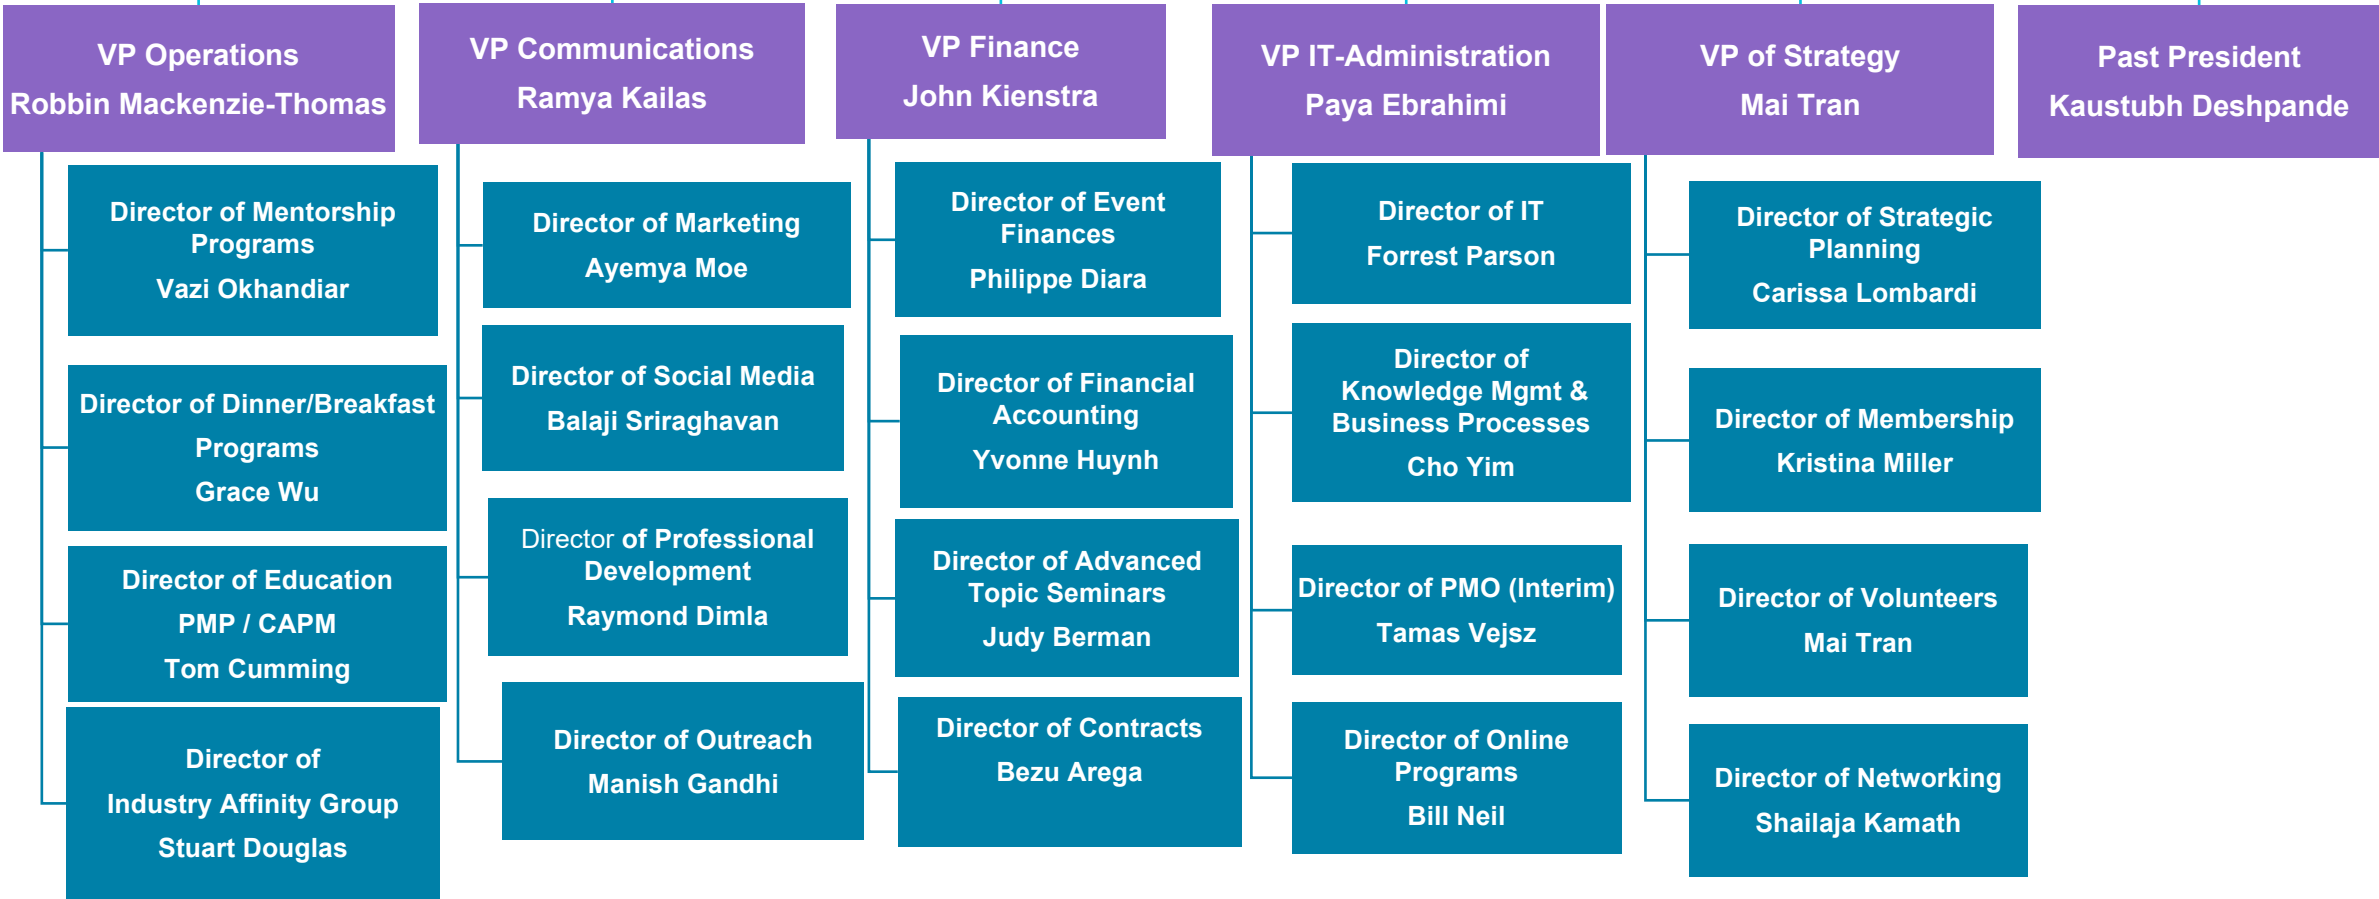 VP Operations
Robbin Mackenzie-Thomas
Director of Mentorship
Programs
Vazi Okhandiar
Director of Dinner/Breakfast
Programs
Grace Wu
Director of Education
PMP / CAPM
Tom Cumming
Director of
Industry Affinity Group
Stuart Douglas
VP Communications
Ramya Kailas
Director of Marketing
Ayemya Moe
Director of Social Media
Balaji Sriraghavan
Director of Professional
Development
Raymond Dimla
Director of Outreach
Manish Gandhi
VP Finance
John Kienstra
Director of Event
Finances
Philippe Diara
Director of Financial
Accounting
Yvonne Huynh
Director of Advanced
Topic Seminars
Judy Berman
Director of Contracts
Bezu Arega
VP IT-Administration
Paya Ebrahimi
Director of IT
Forrest Parson
Director of
Knowledge Mgmt &
Business Processes
Cho Yim
Director of PMO (Interim)
Tamas Vejsz
Director of Online
Programs
Bill Neil
VP of Strategy
Mai Tran
Director of Strategic
Planning
Carissa Lombardi
Director of Membership
Kristina Miller
Director of Volunteers
Mai Tran
Director of Networking
Shailaja Kamath
Past President
Kaustubh Deshpande